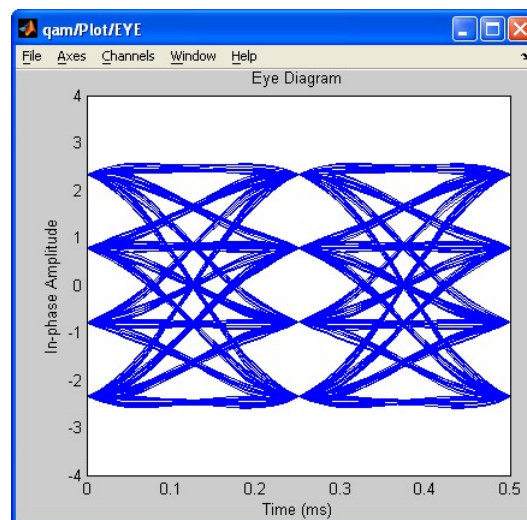 qam/Plot/EYE
File Axes Channels Window Help
Eye Diagram
4
3
2
1
0
-1
-2
-3
-4
In-phase Amplitude
0 0.1 0.2 0.3 0.4 0.5
Time (ms)